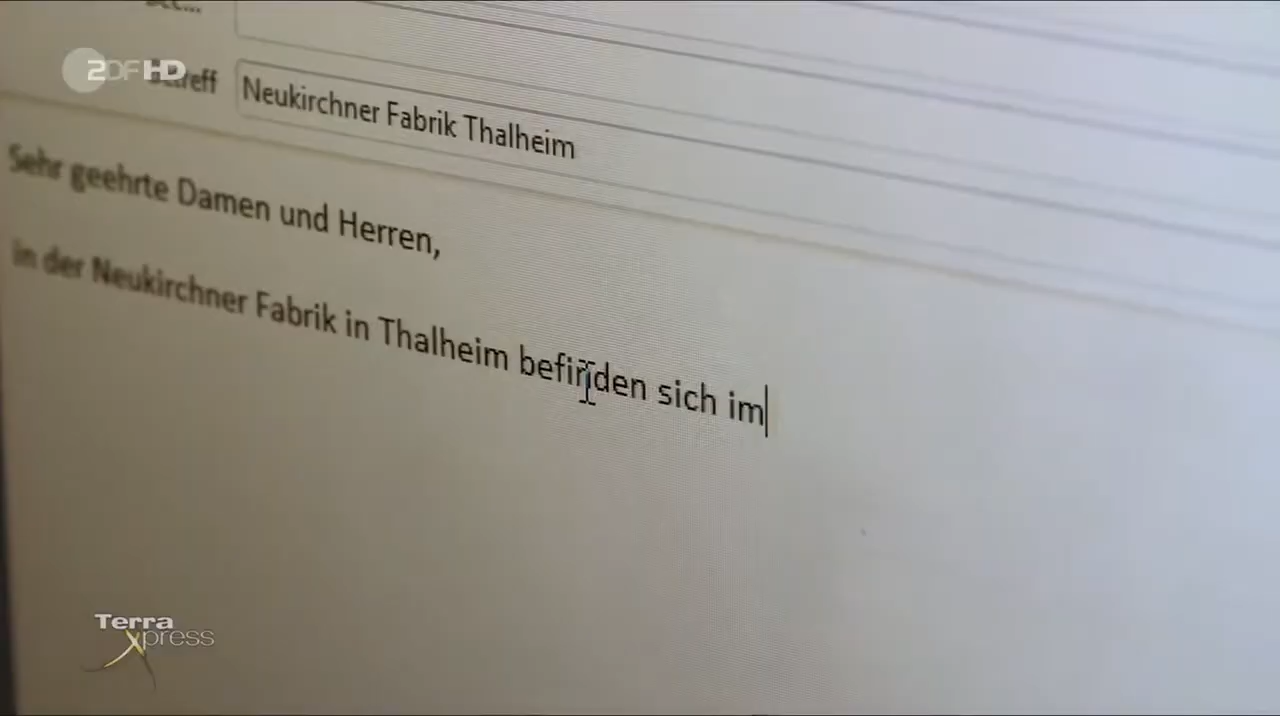 ZDF HD
Betreff
Neukirchner Fabrik Thalheim
Sehr geehrte Damen und Herren,
in der Neukirchner Fabrik in Thalheim befinden sich im
Terra
Xpress